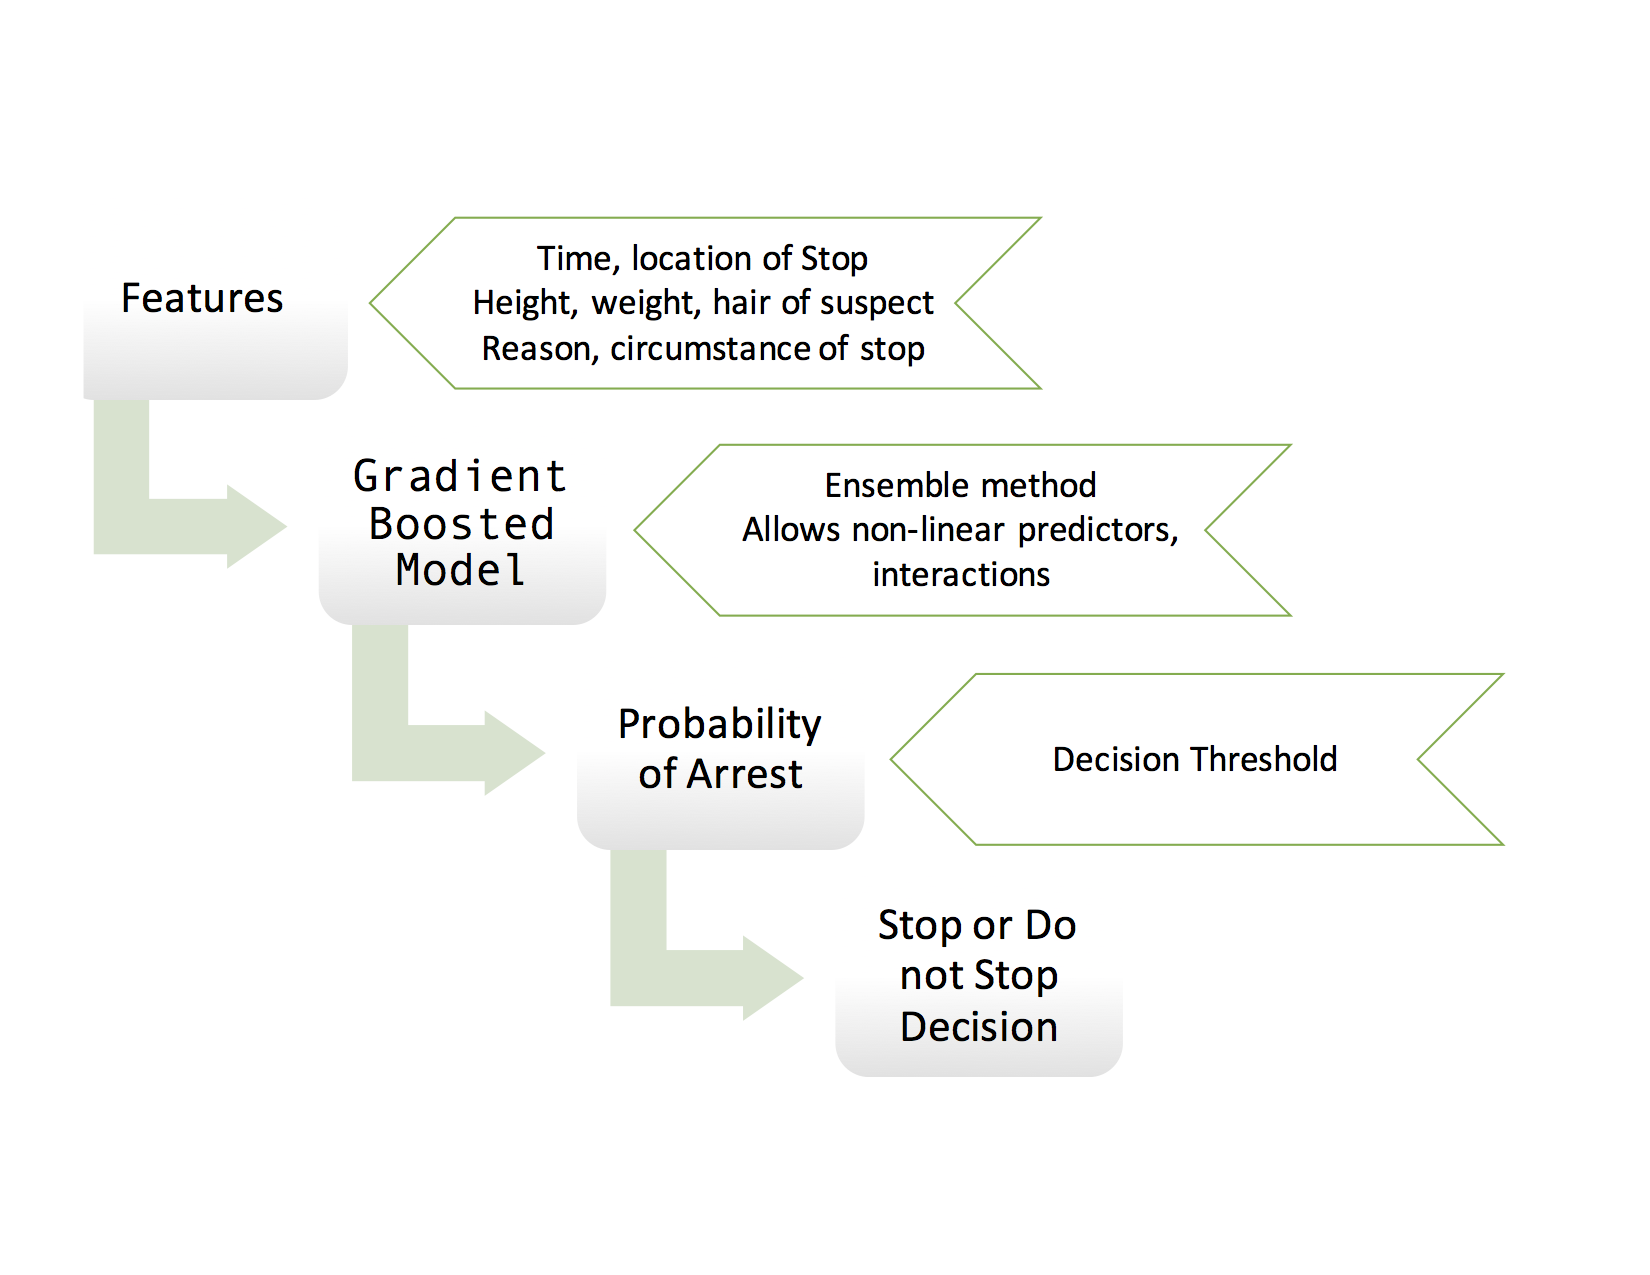 Features
Time, location of Stop
Height, weight, hair of suspect
Reason, circumstance of stop
Gradient
Boosted
Model
Ensemble method
Allows non-linear predictors,
interactions
Probability
of Arrest
Decision Threshold
Stop or Do
not Stop
Decision